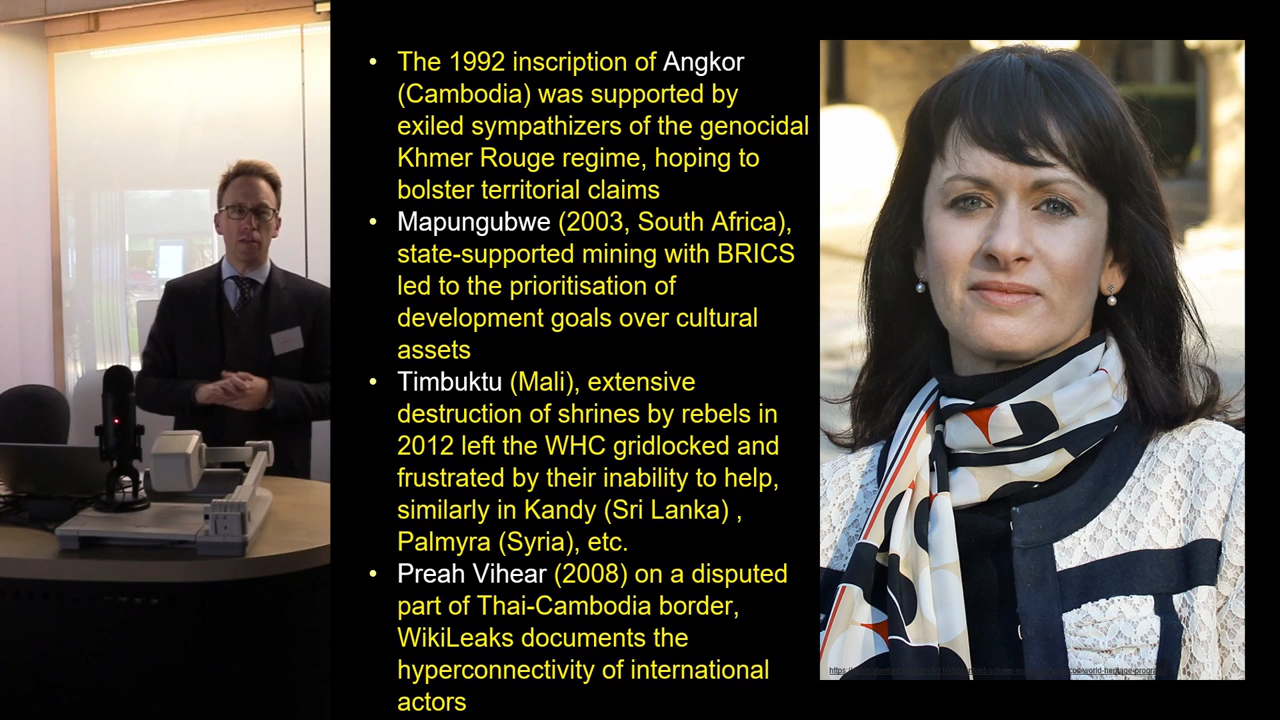 • The 1992 inscription of Angkor
(Cambodia) was supported by
exiled sympathizers of the genocidal
Khmer Rouge regime, hoping to
bolster territorial claims
• Mapungubwe (2003, South Africa),
state-supported mining with BRICS
led to the prioritisation of
development goals over cultural
assets
• Timbuktu (Mali), extensive
destruction of shrines by rebels in
2012 left the WHC gridlocked and
frustrated by their inability to help,
similarly in Kandy (Sri Lanka) ,
Palmyra (Syria), etc.
• Preah Vihear (2008) on a disputed
part of Thai-Cambodia border,
WikiLeaks documents the
hyperconnectivity of international
actors